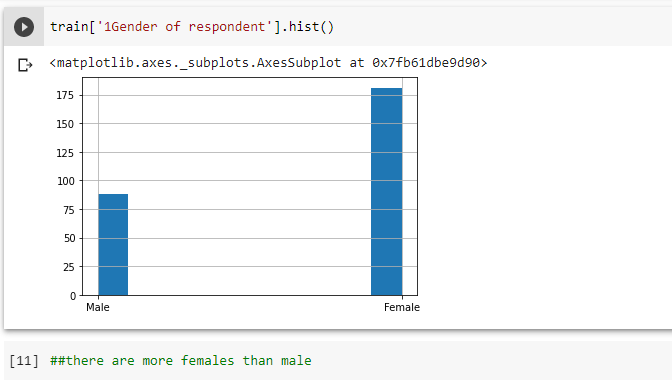 train['1Gender of respondent'].hist()
<matplotlib.axes._subplots.AxesSubplot at 0x7fb61dbe9d90>
175
150
125
100
75
50
25
0
Male Female
[11] ##there are more females than male